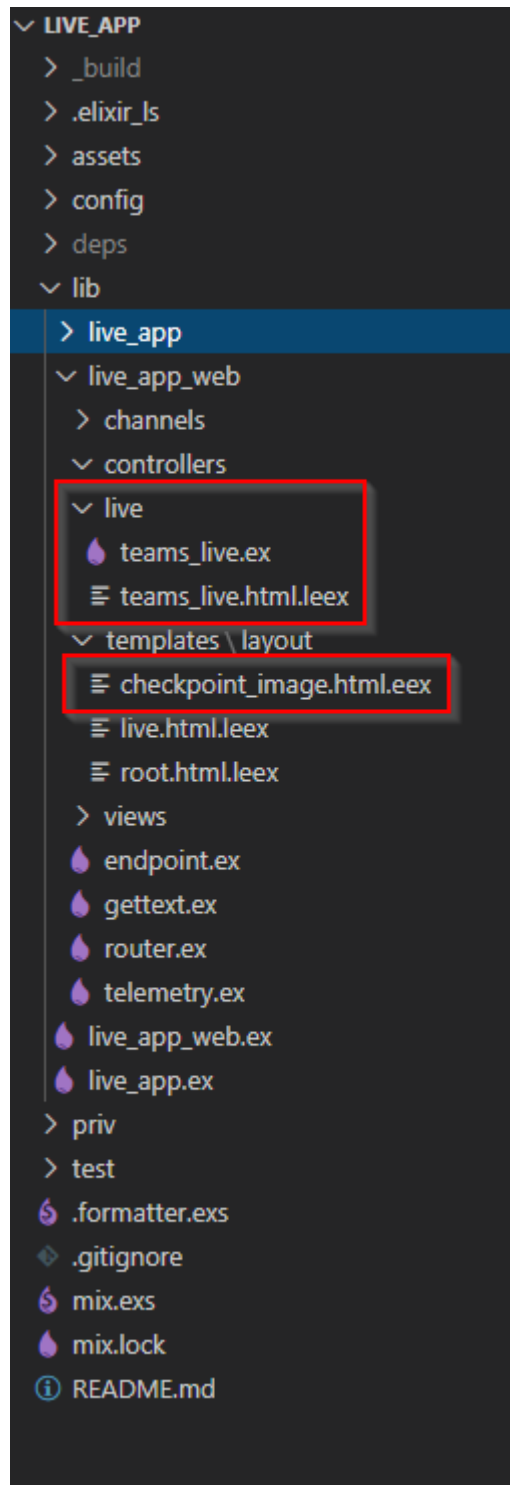 LIVE_APP
_build
.elixir_ls
assets
config
deps
lib
live_app
live_app_web
channels
controllers
live
teams_live.ex
teams_live.html.leex
templates \ layout
checkpoint_image.html.eex
live.html.leex
root.html.leex
views
endpoint.ex
gettext.ex
router.ex
telemetry.ex
live_app_web.ex
live_app.ex
priv
test
.formatter.exs
.gitignore
mix.exs
mix.lock
README.md